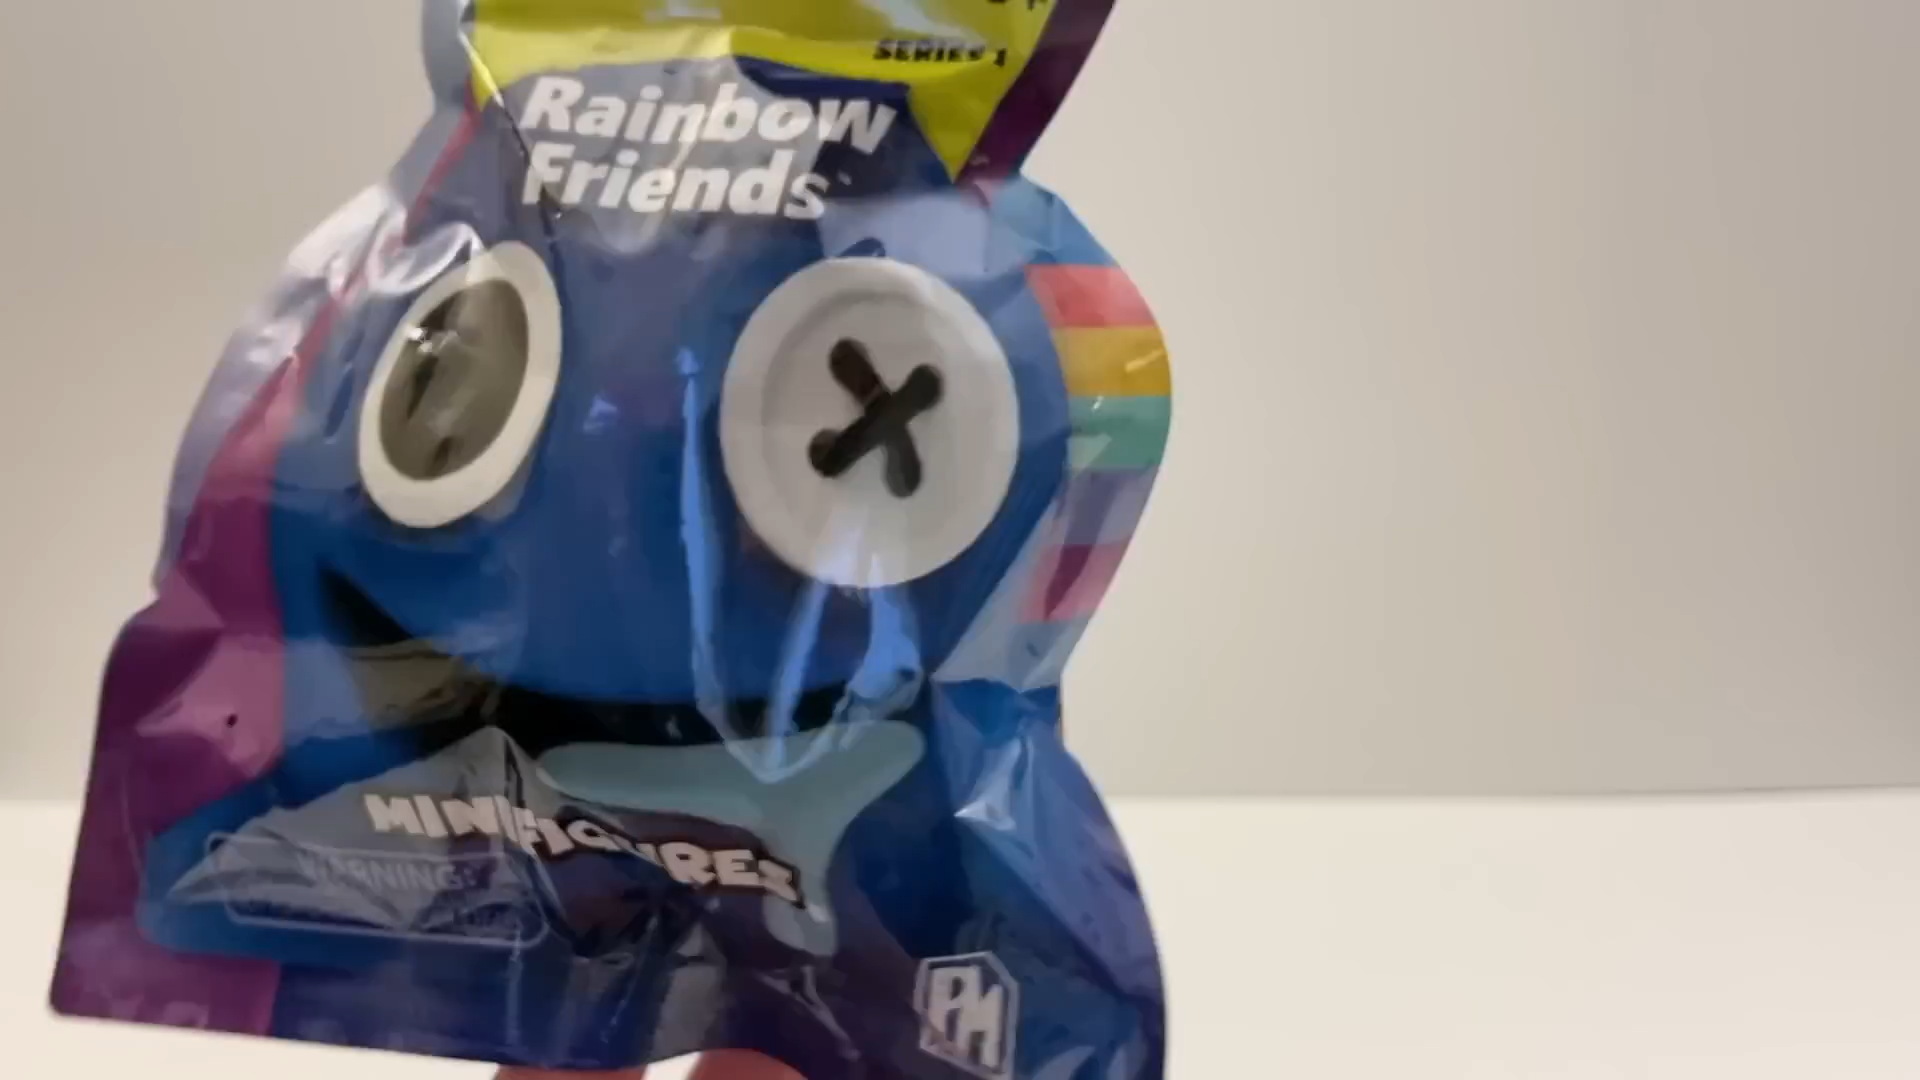 SERIES 1
Rainbow
Friends
MINIFIGURES
WARNING:
PM